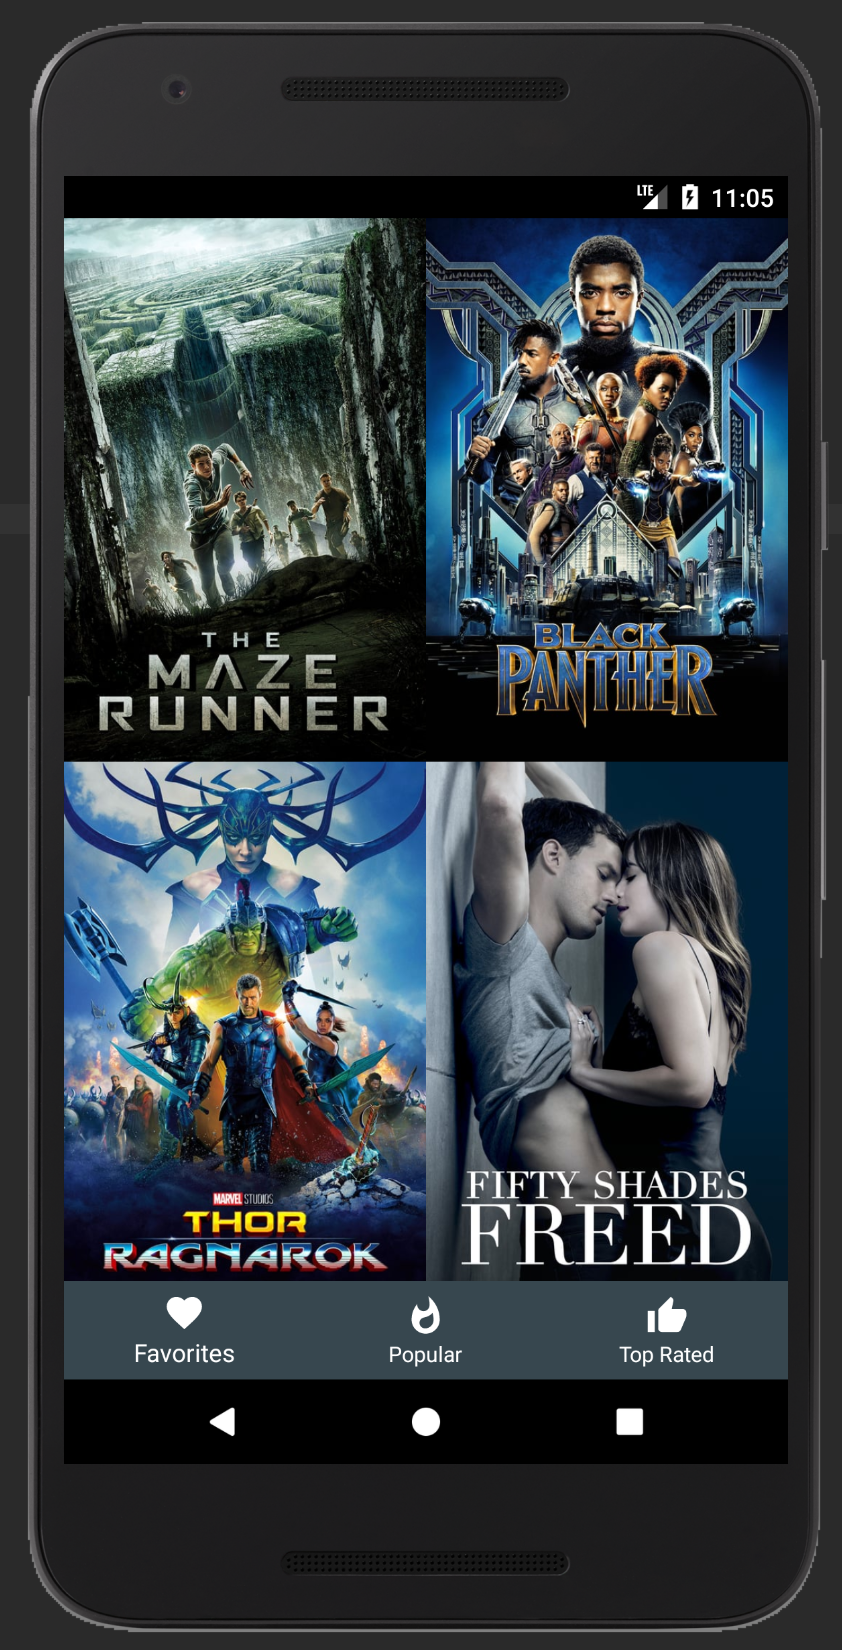 LTE 11:05
THE
MAZE
RUNNER
BLACK
PANTHER
MARVEL STUDIOS
THOR
RAGNAROK
FIFTY SHADES
FREED
Favorites
Popular
Top Rated